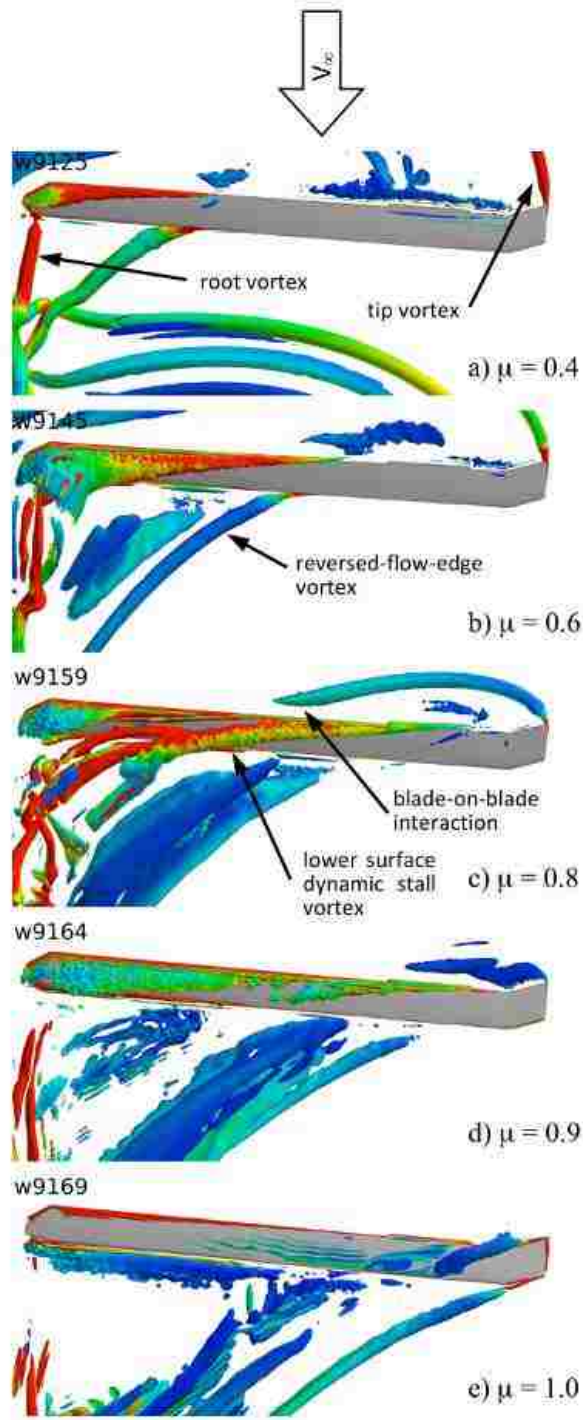 V∞
w9125
root vortex
tip vortex
a) μ = 0.4
w9145
reversed-flow-edge
vortex
b) μ = 0.6
w9159
blade-on-blade
interaction
lower surface
dynamic stall
vortex
c) μ = 0.8
w9164
d) μ = 0.9
w9169
e) μ = 1.0